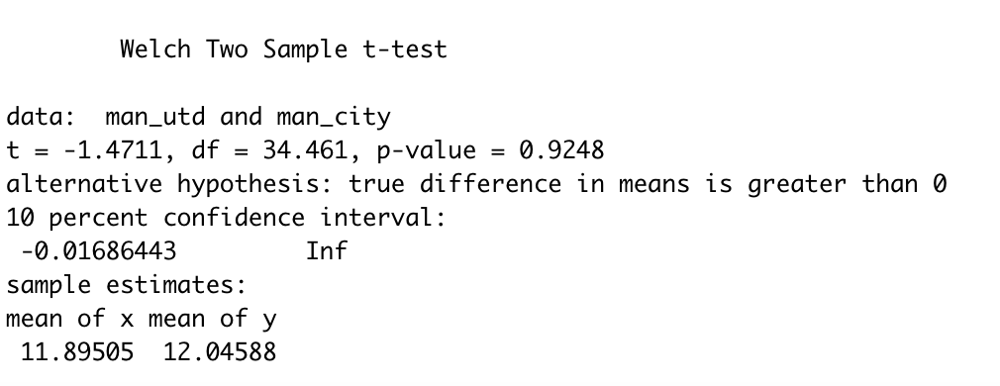 Welch Two Sample t-test
data:  man_utd and man_city
t = -1.4711, df = 34.461, p-value = 0.9248
alternative hypothesis: true difference in means is greater than 0
10 percent confidence interval:
 -0.01686443         Inf
sample estimates:
mean of x mean of y
 11.89505  12.04588